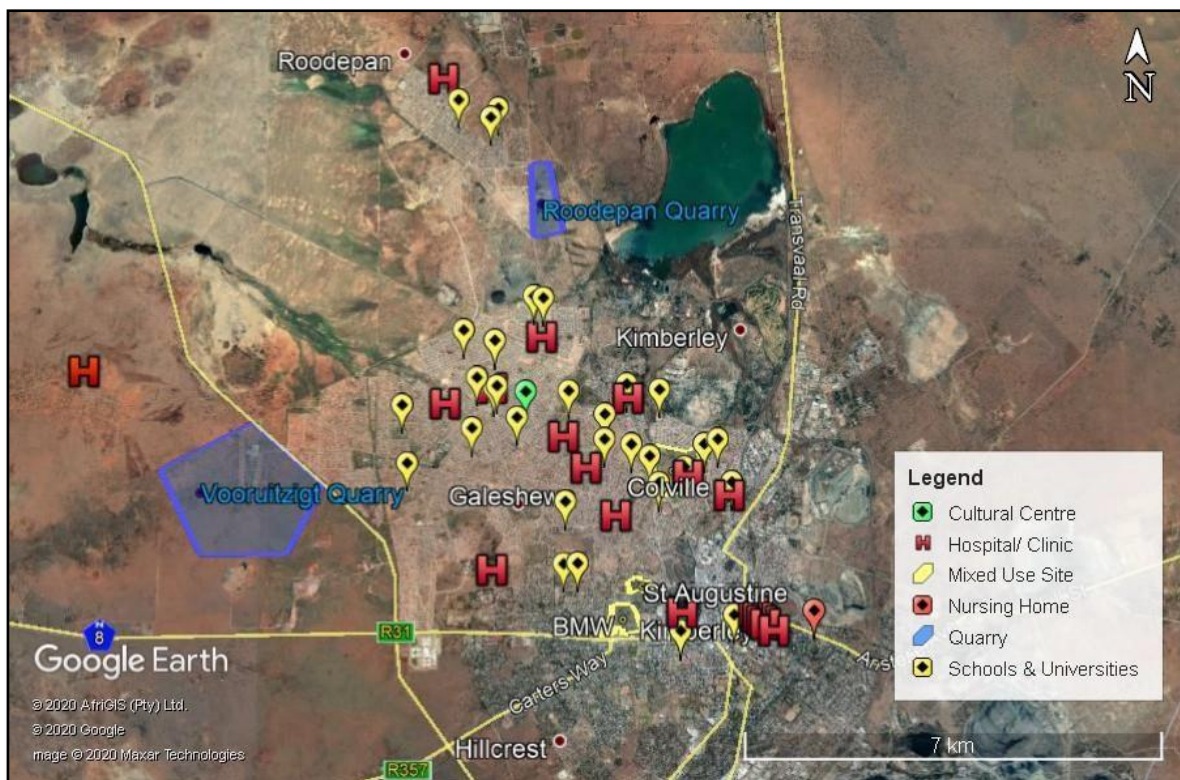 Roodepan
N
Roodepan Quarry
Transvaal Rd
Kimberley
Vooruitzigt Quarry
Galeshew
Colville
Legend
Cultural Centre
Hospital/ Clinic
Mixed Use Site
Nursing Home
Quarry
Schools & Universities
St Augustine
BMW
Kimberley
N
8
R31
Google Earth
Carters Way
© 2020 AfriGIS (Pty) Ltd.
© 2020 Google
mage © 2020 Maxar Technologies
Hillcrest
7 km
R357